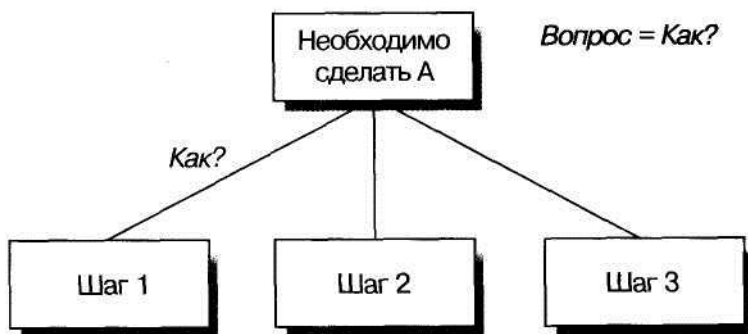 Необходимо
сделать А
Вопрос = Как?
Как?
Шаг 1
Шаг 2
Шаг 3